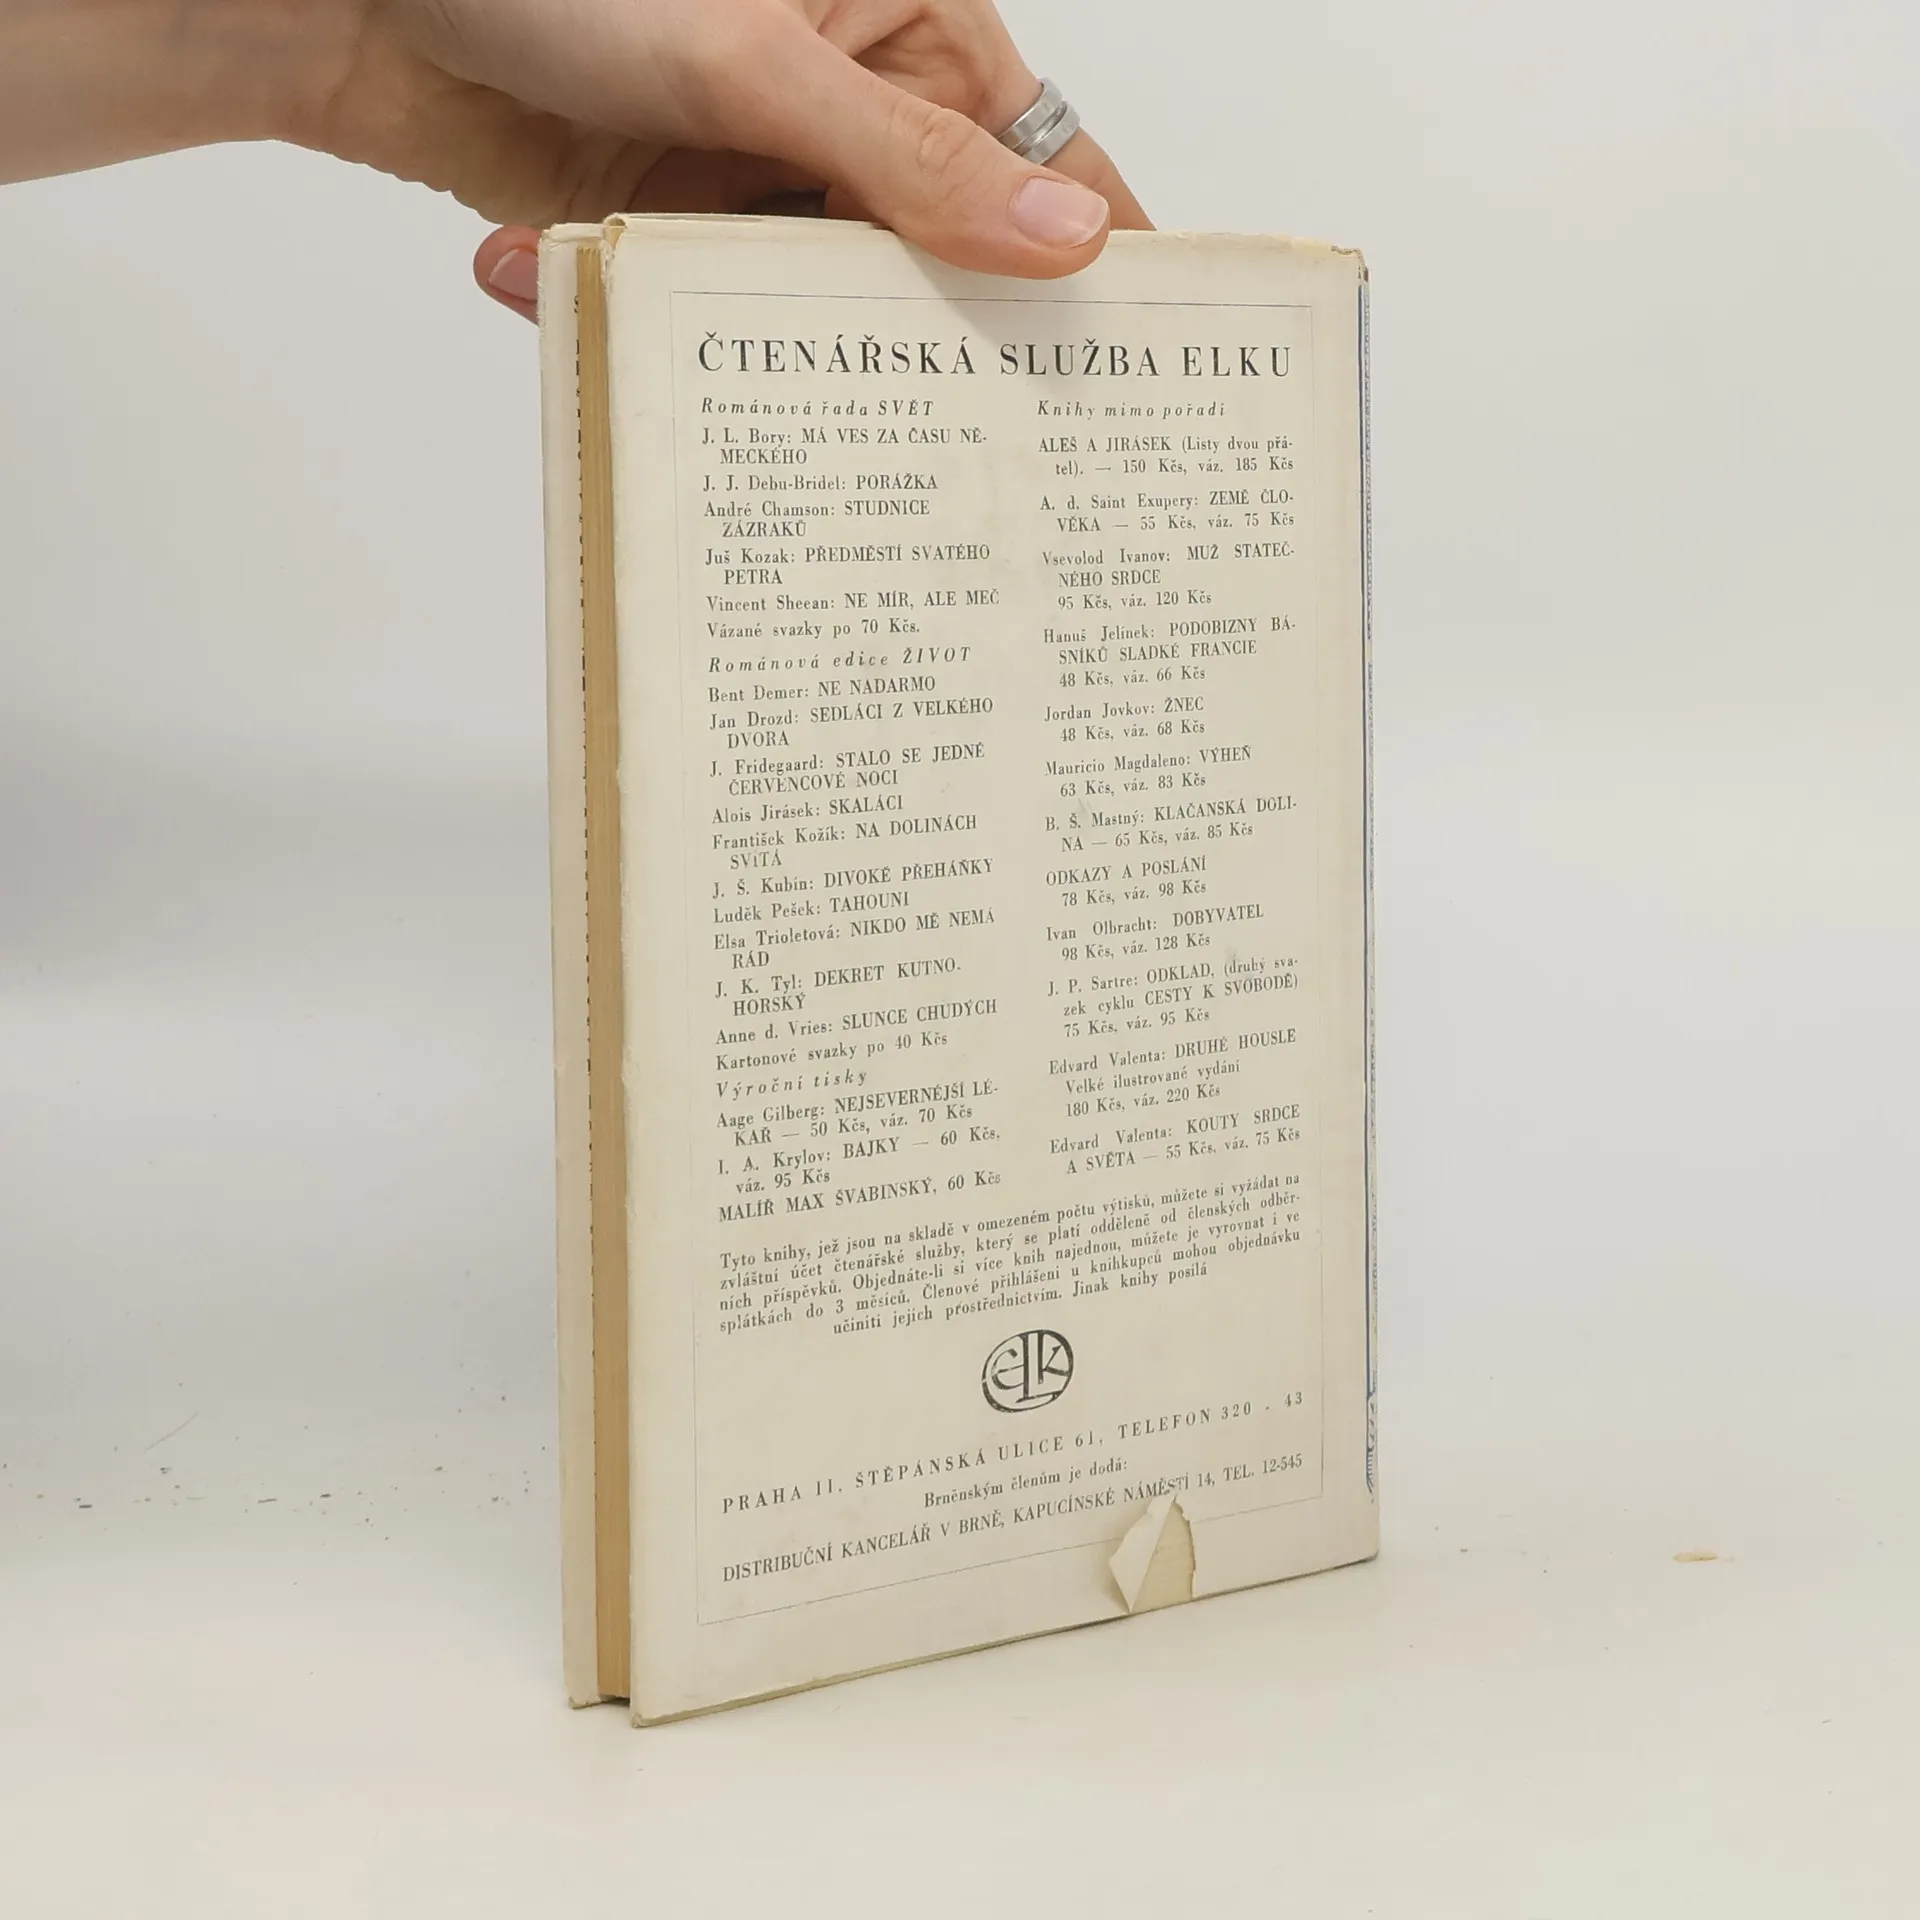 ČTENÁŘSKÁ SLUŽBA ELKU
Románová řada SVĚT
J. L. Bory: MÁ VES ZA ČASU NĚ-
MECKÉHO
J. J. Debu-Bridel: PORÁŽKA
André Chamson: STUDNICE
ZÁZRAKŮ
Juš Kozak: PŘEDMĚSTÍ SVATÉHO
PETRA
Vincent Sheean: NE MÍR, ALE MEČ
Vázané svazky po 70 Kčs.
Románová edice ŽIVOT
Bent Demer: NE NADARMO
Jan Drozd: SEDLÁCI Z VELKÉHO
DVORA
J. Fridegaard: STALO SE JEDNÉ
ČERVENCOVÉ NOCI
Alois Jirásek: SKALÁCI
František Kožík: NA DOLINÁCH
SVÍTÁ
J. Š. Kubín: DIVOKÉ PŘEHÁŇKY
Luděk Pešek: TAHOUNI
Elsa Trioletová: NIKDO MĚ NEMÁ
RÁD
J. K. Tyl: DEKRET KUTNO-
HORSKÝ
Anne d. Vries: SLUNCE CHUDÝCH
Kartonové svazky po 40 Kčs
Výroční tisky
Aage Gilberg: NEJSEVERNĚJŠÍ LÉ-
KAŘ — 50 Kčs, váz. 70 Kčs
I. A. Krylov: BAJKY — 60 Kčs,
váz. 95 Kčs
MALÍŘ MAX ŠVABINSKÝ, 60 Kčs
Knihy mimo pořadí
ALEŠ A JIRÁSEK (Listy dvou přá-
tel). — 150 Kčs, váz. 185 Kčs
A. d. Saint Exupery: ZEMĚ ČLO-
VĚKA — 55 Kčs, váz. 75 Kčs
Vsevolod Ivanov: MUŽ STATEČ-
NÉHO SRDCE
95 Kčs, váz. 120 Kčs
Hanuš Jelínek: PODOBIZNY BÁ-
SNÍKŮ SLADKÉ FRANCIE
48 Kčs, váz. 66 Kčs
Jordan Jovkov: ŽNEC
48 Kčs, váz. 68 Kčs
Mauricio Magdaleno: VÝHEŇ
63 Kčs, váz. 83 Kčs
B. Š. Mastný: KLAČANSKÁ DOLI-
NA — 65 Kčs, váz. 85 Kčs
ODKAZY A POSLÁNÍ
78 Kčs, váz. 98 Kčs
Ivan Olbracht: DOBYVATEL
98 Kčs, váz. 128 Kčs
J. P. Sartre: ODKLAD, (druhý sva-
zek cyklu CESTY K SVOBODĚ)
75 Kčs, váz. 95 Kčs
Edvard Valenta: DRUHÉ HOUSLE
Velké ilustrované vydání
180 Kčs, váz. 220 Kčs
Edvard Valenta: KOUTY SRDCE
A SVĚTA — 55 Kčs, váz. 75 Kčs
Tyto knihy, jež jsou na skladě v omezeném počtu výtisků, můžete si vyžádat na
zvláštní účet čtenářské služby, který se platí odděleně od členských odběr-
ních příspěvků. Objednáte-li si více knih najednou, můžete je vyrovnat i ve
splátkách do 3 měsíců. Členové přihlášení u knihkupců mohou objednávku
učiniti jejich prostřednictvím. Jinak knihy posílá
elk
PRAHA II. ŠTĚPÁNSKÁ ULICE 61, TELEFON 320 - 43
Brněnským členům je dodá:
DISTRIBUČNÍ KANCELÁŘ V BRNĚ, KAPUCÍNSKÉ NÁMĚSTÍ 14, TEL. 12-545